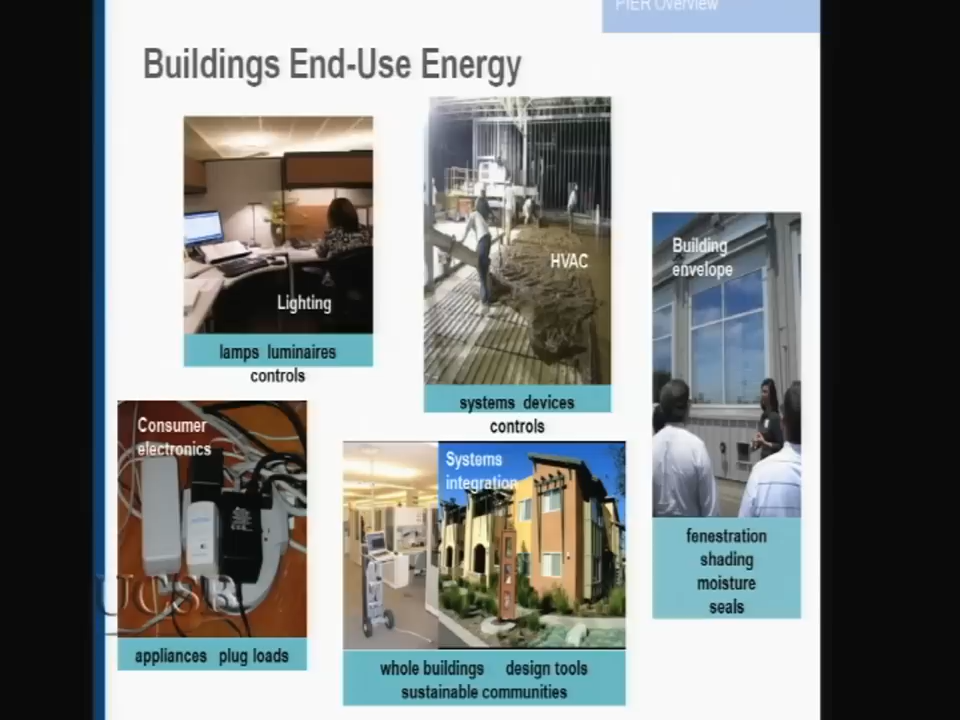 PIER Overview
Buildings End-Use Energy
Lighting
lamps luminaires
controls
HVAC
systems devices
controls
Building
envelope
fenestration
shading
moisture
seals
Consumer
electronics
appliances plug loads
Systems
integration
whole buildings design tools
sustainable communities
UCSB